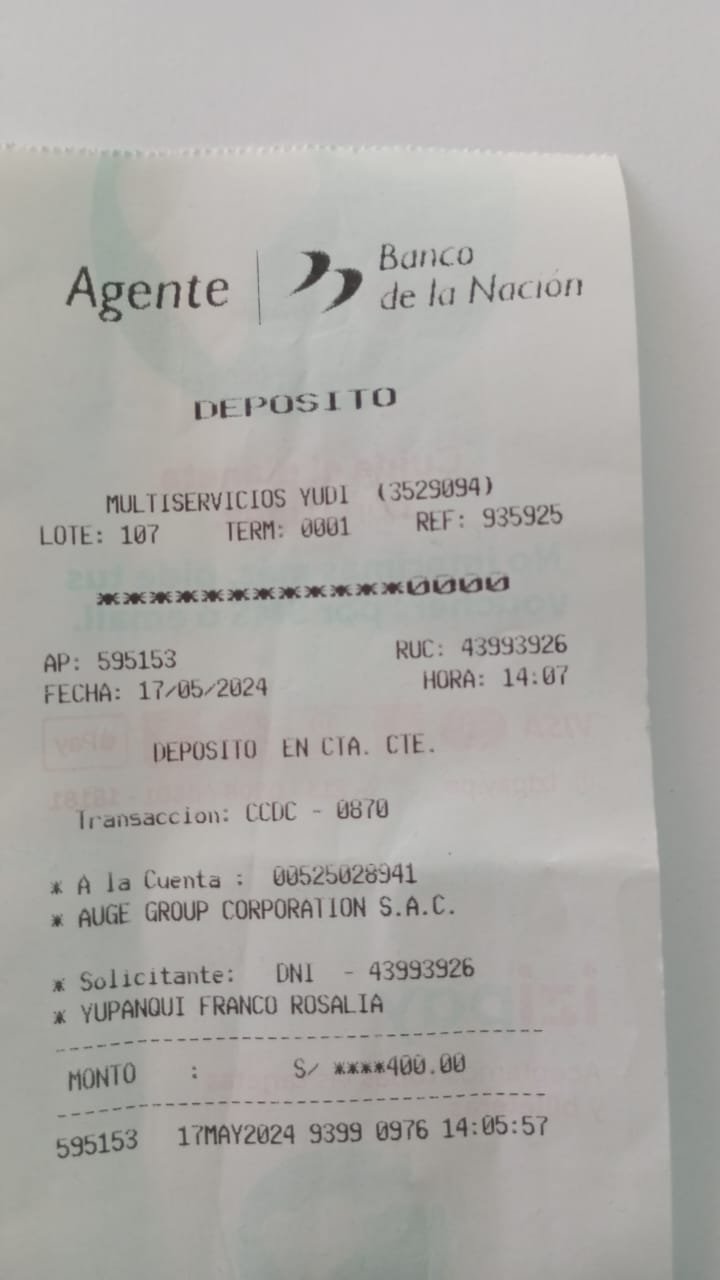 Agente | Banco
de la Nación
DEPOSITO
MULTISERVICIOS YUDI (3529094)
LOTE: 107 TERM: 0001 REF: 935925
************0000
AP: 595153 RUC: 43993926
FECHA: 17/05/2024 HORA: 14:07
DEPOSITO EN CTA. CTE.
Transaccion: CCDC - 0870
* A la Cuenta : 00525028941
* AUGE GROUP CORPORATION S.A.C.
* Solicitante: DNI - 43993926
* YUPANQUI FRANCO ROSALIA
MONTO : S/ ****400.00
595153 17MAY2024 9399 0976 14:05:57